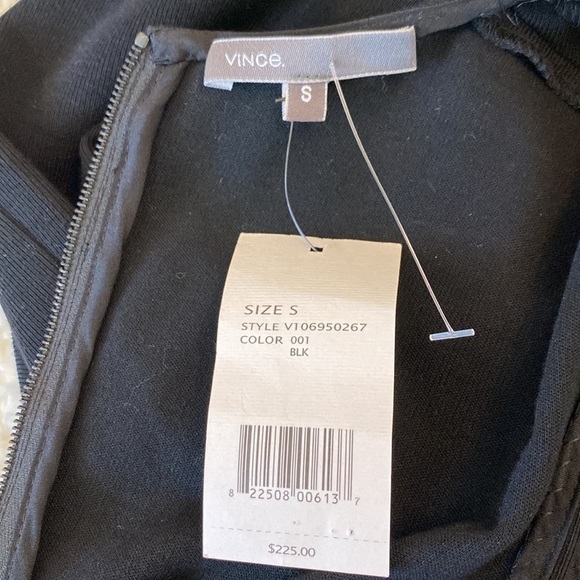 VINCE.
S
SIZE S
STYLE V106950267
COLOR 001
BLK
8 22508 00613 7
$225.00